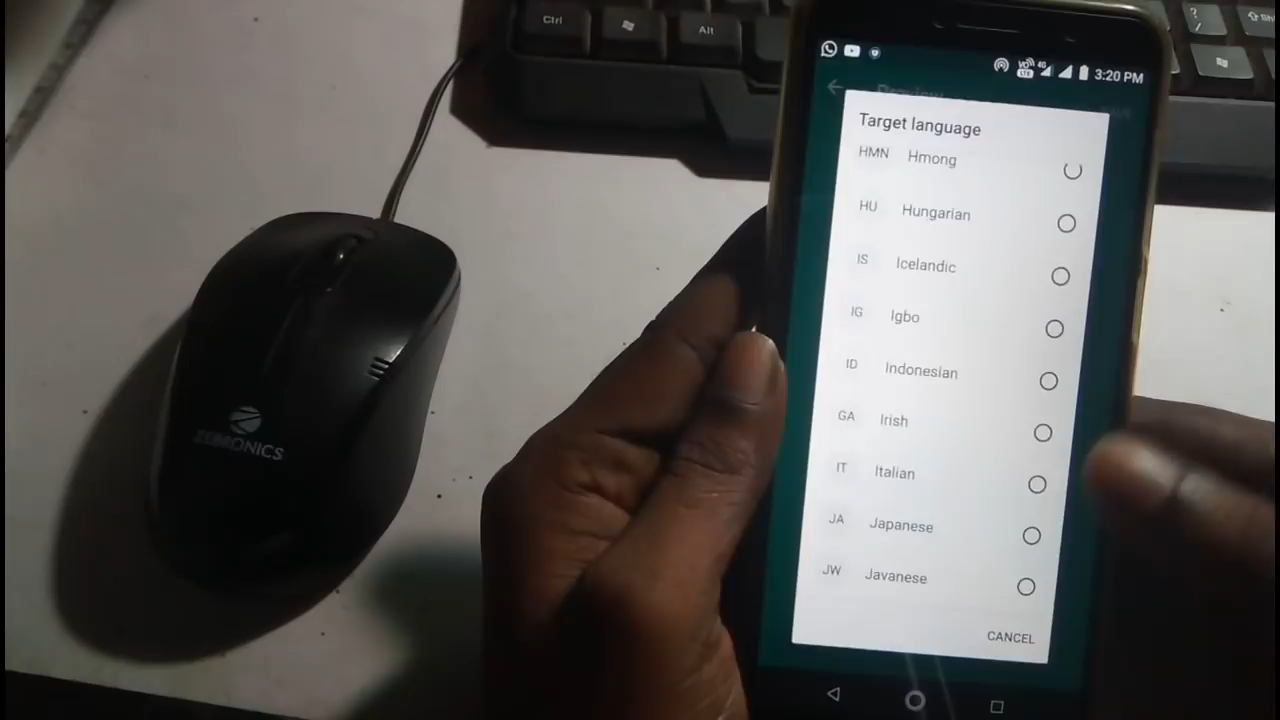 Ctrl
Alt
?
/
3:20 PM
Preview
Target language
HMN Hmong
HU Hungarian
IS Icelandic
IG Igbo
ID Indonesian
GA Irish
IT Italian
JA Japanese
JW Javanese
CANCEL
ZEBRONICS